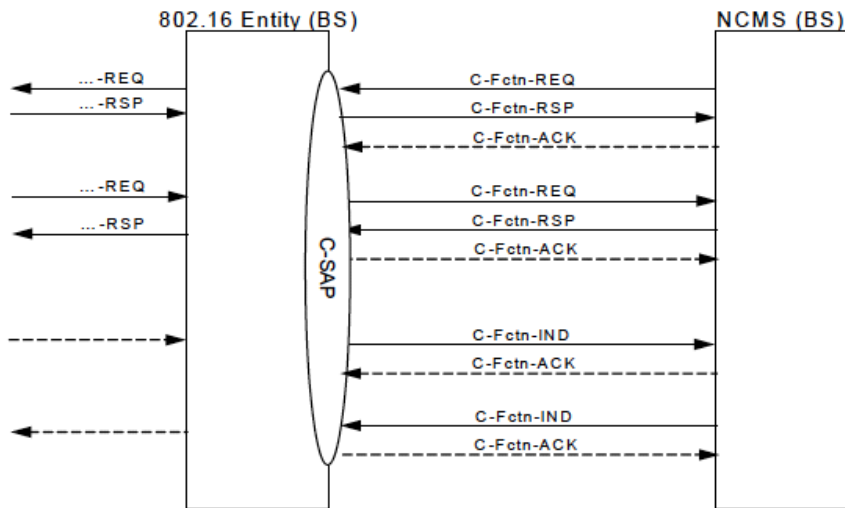 802.16 Entity (BS)
NCMS (BS)
...-REQ
C-Fctn-REQ
...-RSP
C-Fctn-RSP
C-Fctn-ACK
...-REQ
C-Fctn-REQ
...-RSP
C-Fctn-RSP
C-Fctn-ACK
C-SAP
C-Fctn-IND
C-Fctn-ACK
C-Fctn-IND
C-Fctn-ACK